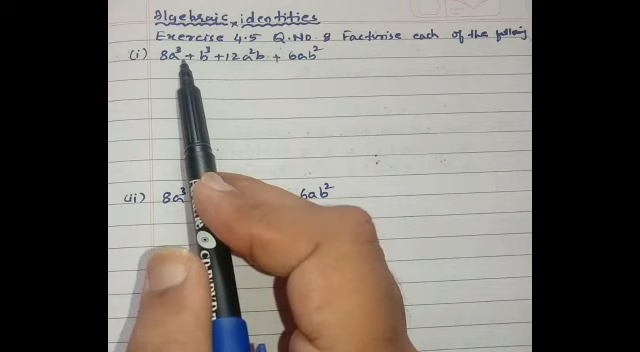 Algebraic identities
Exercise 4.5 Q.No 8 Factorise each of the following
(i) 8a³ + b³ + 12a²b + 6ab²
(ii) 8a³ 6ab²